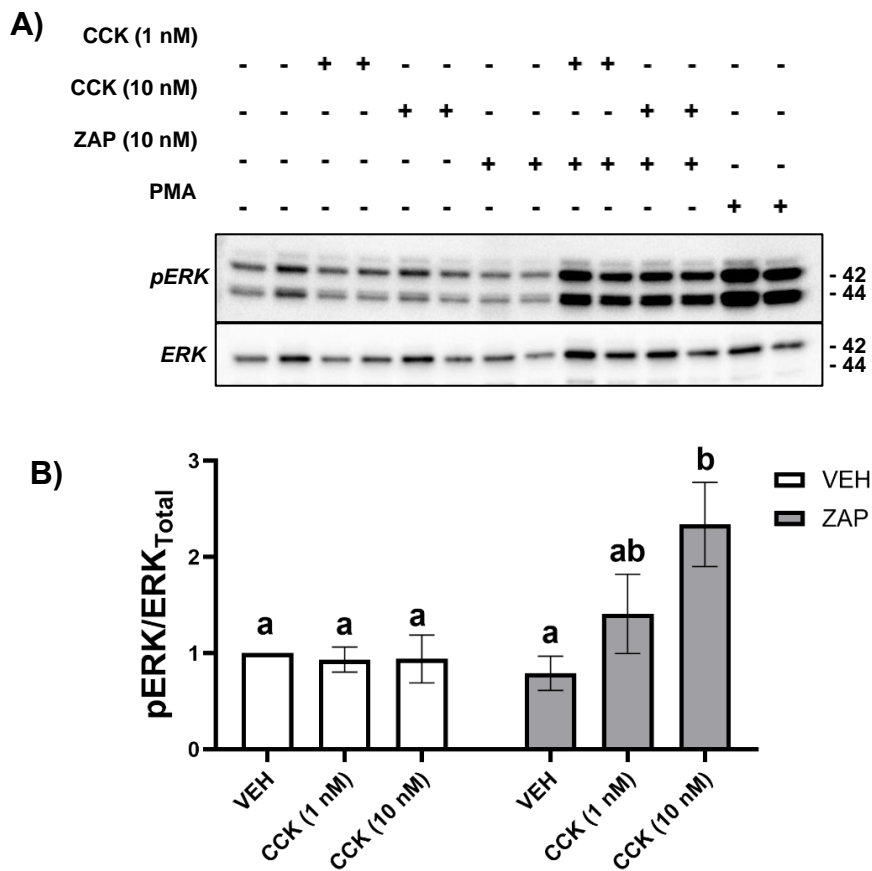 A)
CCK (1 nM)
- - + + - - - - + + - - - -
CCK (10 nM)
- - - - + + - - - - + + - -
ZAP (10 nM)
- - - - - - + + + + + + - -
PMA
- - - - - - - - - - - - + +
pERK
- 42
- 44
ERK
- 42
- 44
B)
pERK/ERKTotal
3
2
1
0
a
a
a
a
ab
b
VEH
CCK (1 nM)
CCK (10 nM)
VEH
CCK (1 nM)
CCK (10 nM)
VEH
ZAP